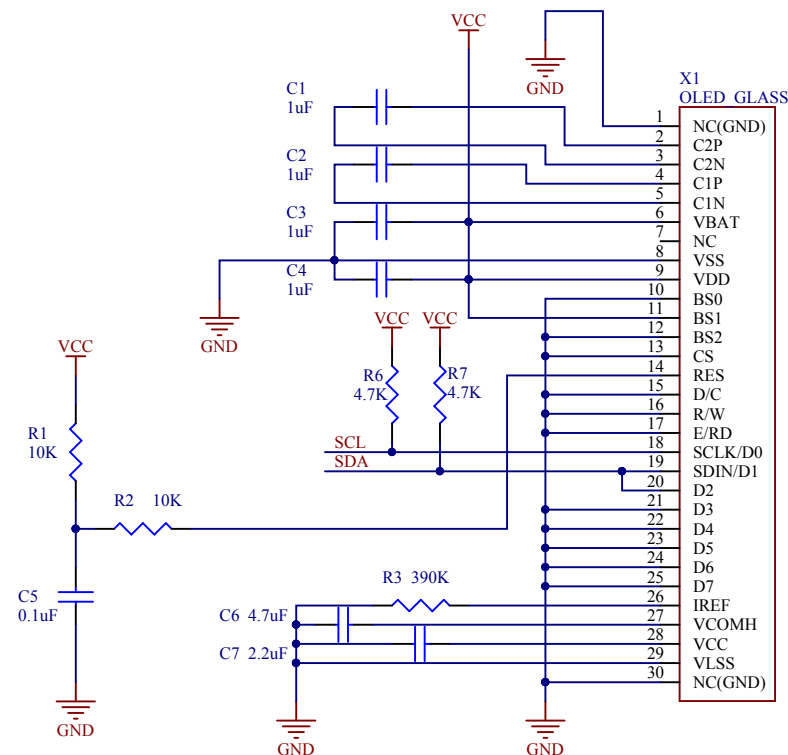 VCC
GND
X1
OLED_GLASS
C1
1uF
C2
1uF
C3
1uF
C4
1uF
GND
1 NC(GND)
2 C2P
3 C2N
4 C1P
5 C1N
6 VBAT
7 NC
8 VSS
9 VDD
10 BS0
11 BS1
12 BS2
13 CS
14 RES
15 D/C
16 R/W
17 E/RD
18 SCLK/D0
19 SDIN/D1
20 D2
21 D3
22 D4
23 D5
24 D6
25 D7
26 IREF
27 VCOMH
28 VCC
29 VLSS
30 NC(GND)
VCC VCC
R6
4.7K
R7
4.7K
SCL
SDA
VCC
R1
10K
R2 10K
C5
0.1uF
GND
R3 390K
C6 4.7uF
C7 2.2uF
GND
GND